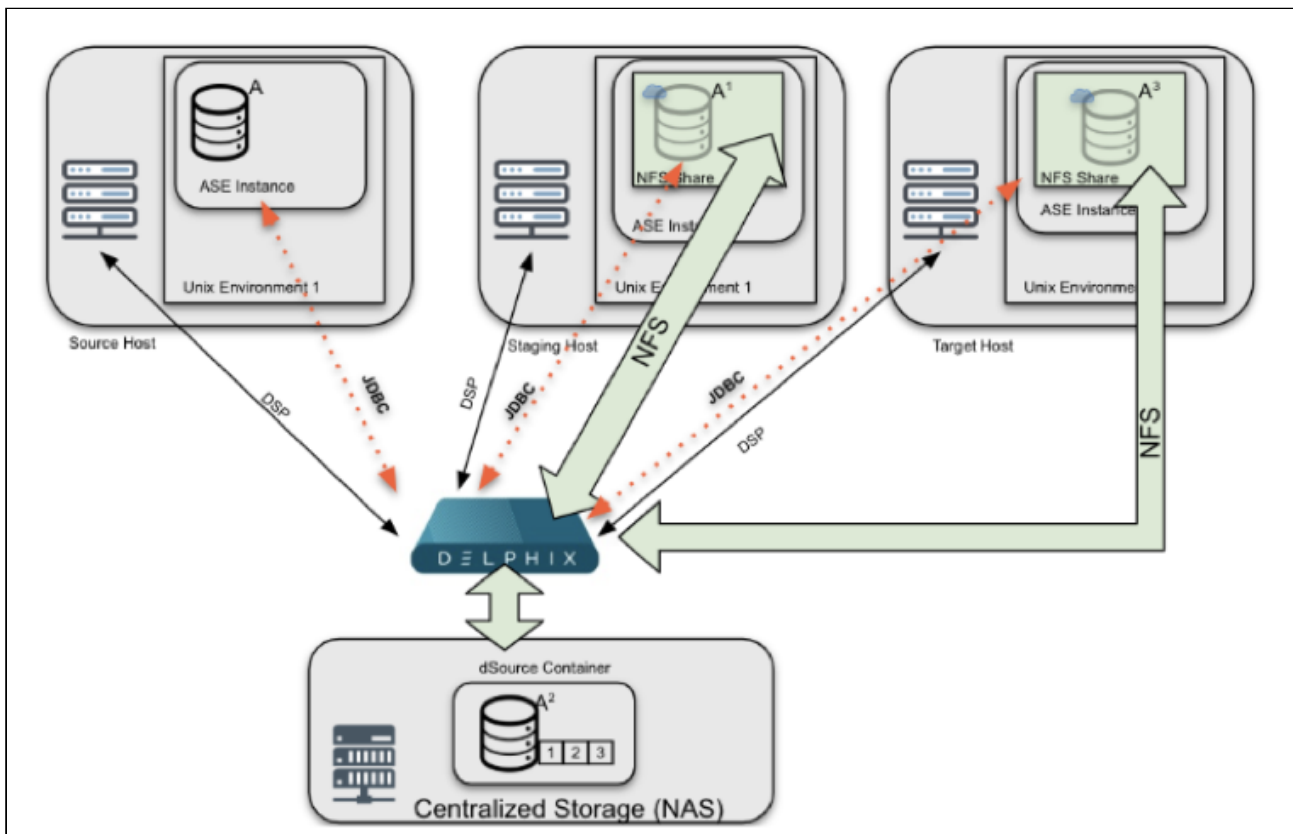 A
ASE Instance
Unix Environment 1
Source Host
A¹
NFS Share
ASE Inst
Unix Environment 1
Staging Host
A³
NFS Share
ASE Instance
Unix Environme
Target Host
DSP
JDBC
DSP
JDBC
NFS
JDBC
DSP
NFS
DELPHIX
dSource Container
A²
1 2 3
Centralized Storage (NAS)